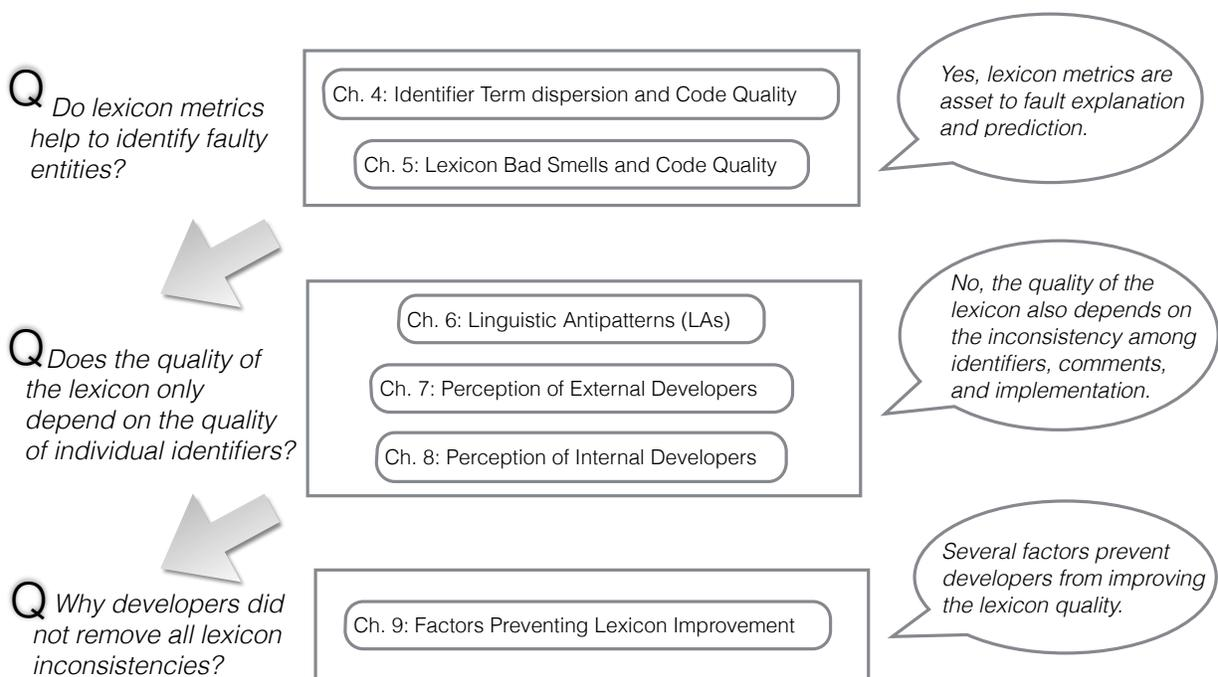 Q Do lexicon metrics
help to identify faulty
entities?
Ch. 4: Identifier Term dispersion and Code Quality
Ch. 5: Lexicon Bad Smells and Code Quality
Yes, lexicon metrics are
asset to fault explanation
and prediction.
Q Does the quality of
the lexicon only
depend on the quality
of individual identifiers?
Ch. 6: Linguistic Antipatterns (LAs)
Ch. 7: Perception of External Developers
Ch. 8: Perception of Internal Developers
No, the quality of the
lexicon also depends on
the inconsistency among
identifiers, comments,
and implementation.
Q Why developers did
not remove all lexicon
inconsistencies?
Ch. 9: Factors Preventing Lexicon Improvement
Several factors prevent
developers from improving
the lexicon quality.